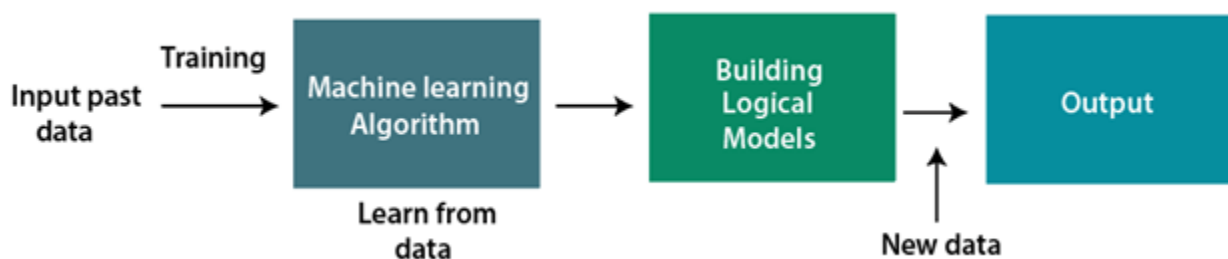 Training
Input past
data
Machine learning
Algorithm
Learn from
data
Building
Logical
Models
New data
Output